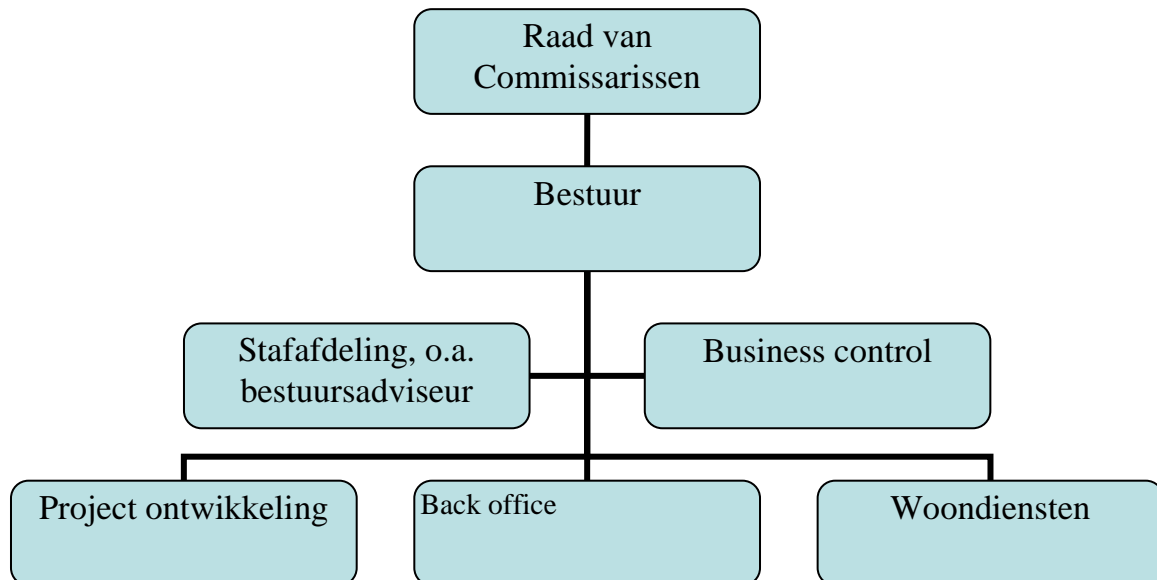 Raad van
Commissarissen
Bestuur
Stafafdeling, o.a.
bestuursadviseur
Business control
Project ontwikkeling
Back office
Woondiensten